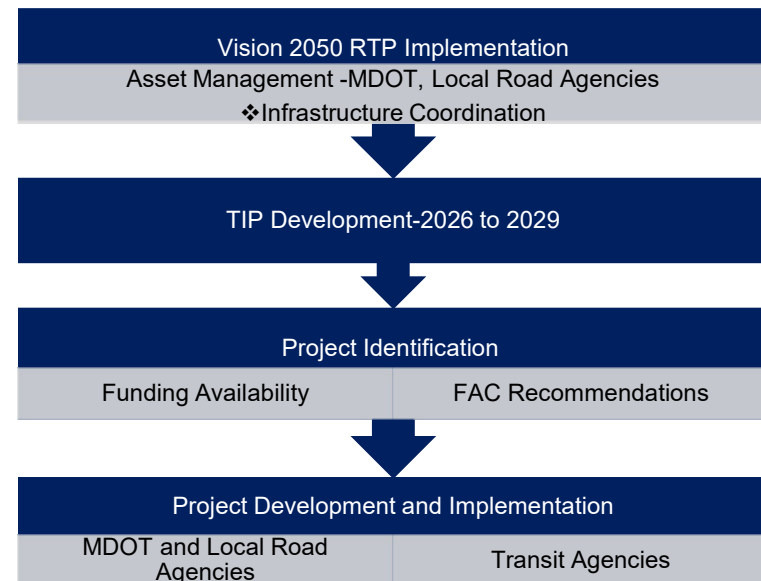 Vision 2050 RTP Implementation
Asset Management -MDOT, Local Road Agencies
❖Infrastructure Coordination
TIP Development-2026 to 2029
Project Identification
Funding Availability
FAC Recommendations
Project Development and Implementation
MDOT and Local Road
Agencies
Transit Agencies